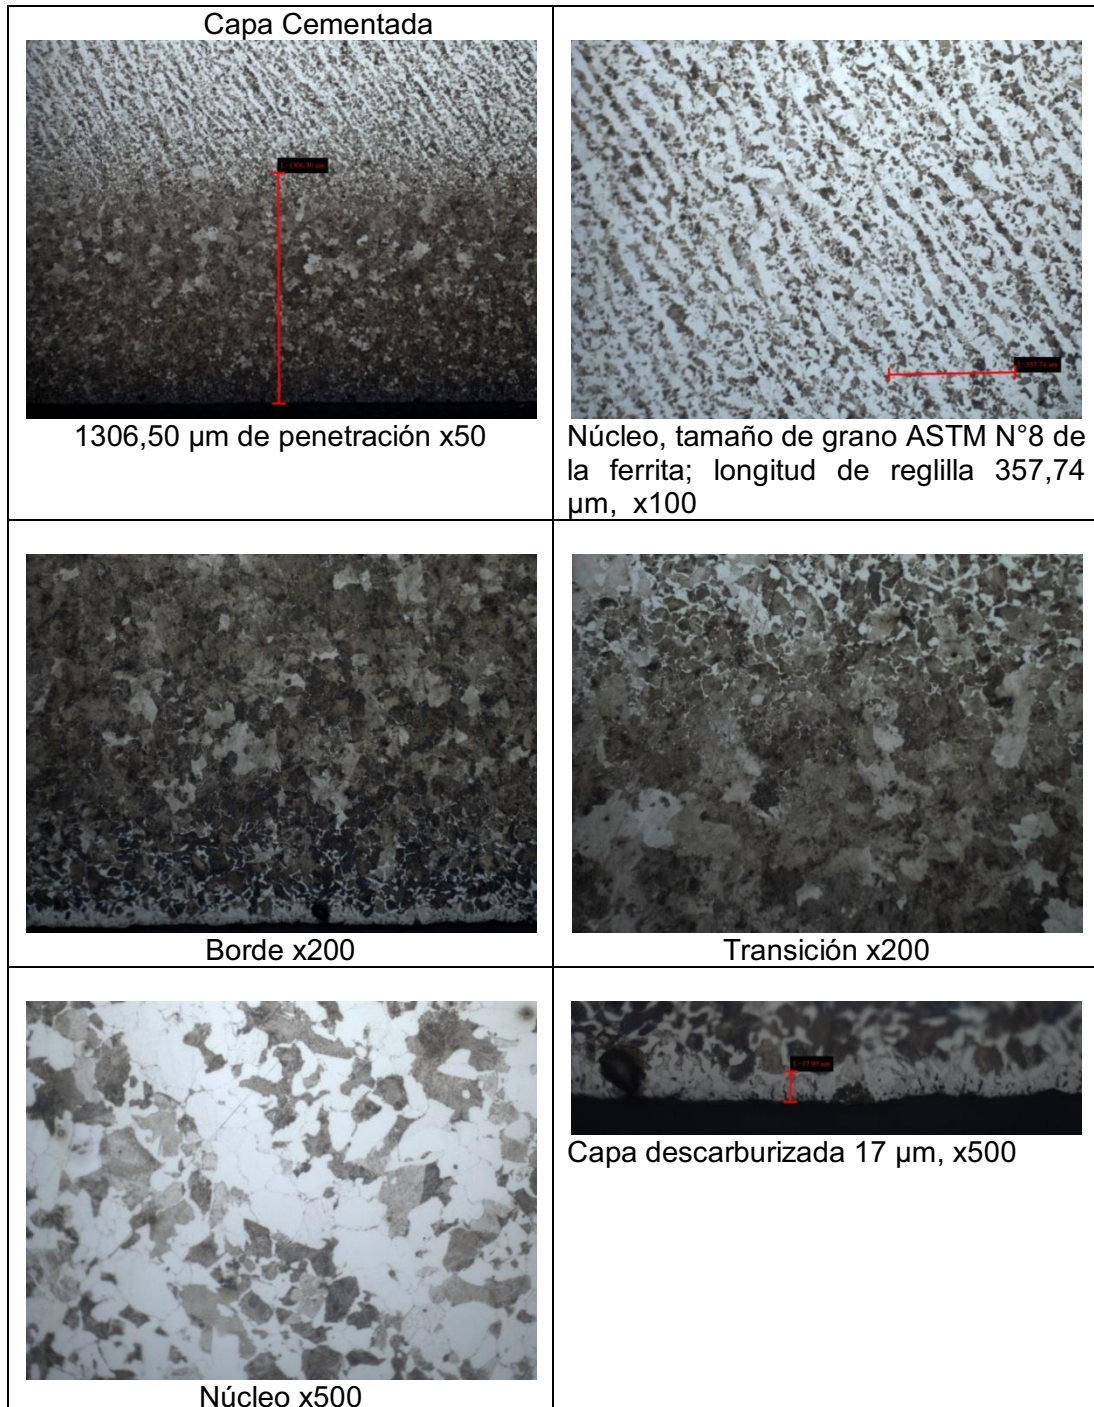 Capa Cementada
1306,50 µm de penetración x50
Núcleo, tamaño de grano ASTM N°8 de
la ferrita; longitud de reglilla 357,74
µm, x100
Borde x200
Transición x200
Núcleo x500
Capa descarburizada 17 µm, x500